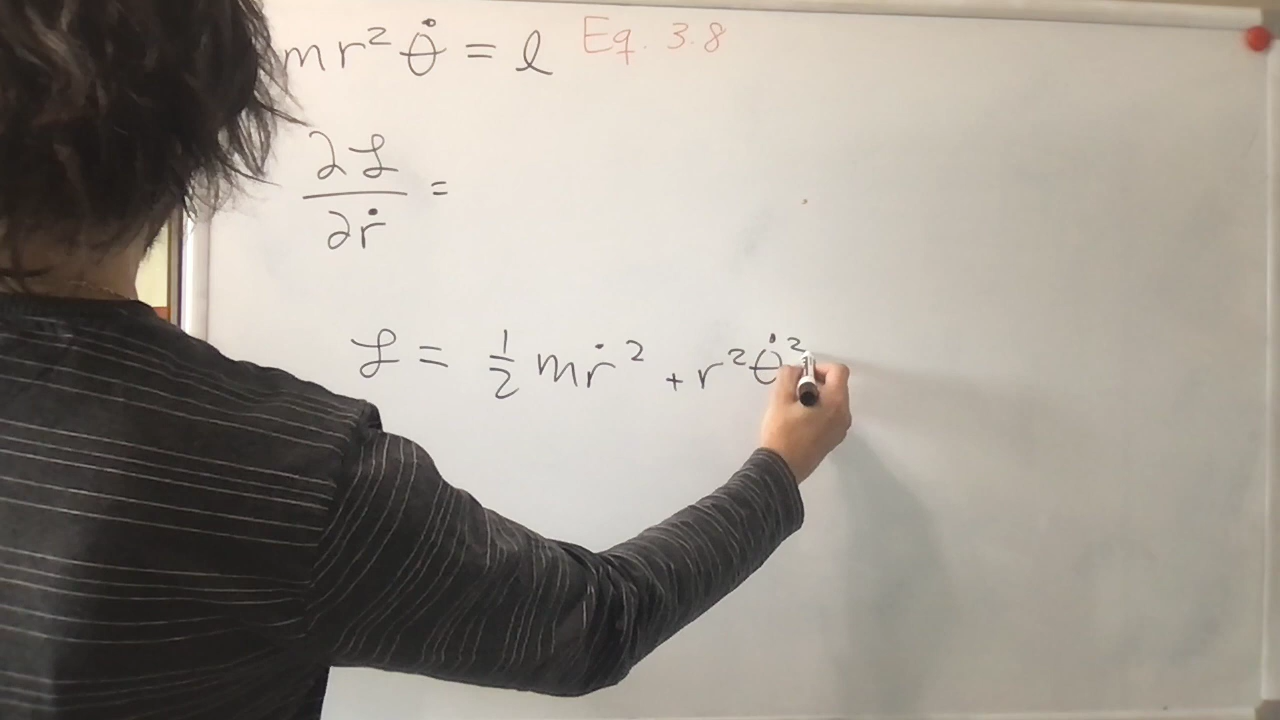 mr²θ̇ = ℓ Eq. 3.8
∂ℒ/∂ṙ =
ℒ = ½mṙ² + r²θ̇²